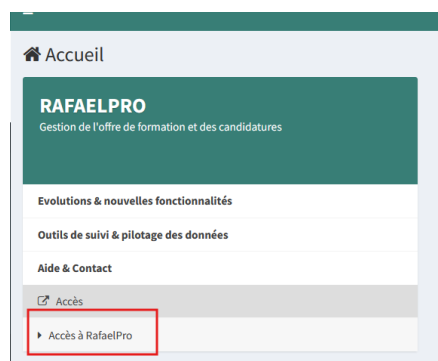 Accueil
RAFAELPRO
Gestion de l'offre de formation et des candidatures
Evolutions & nouvelles fonctionnalités
Outils de suivi & pilotage des données
Aide & Contact
Accès
Accès à RafaelPro